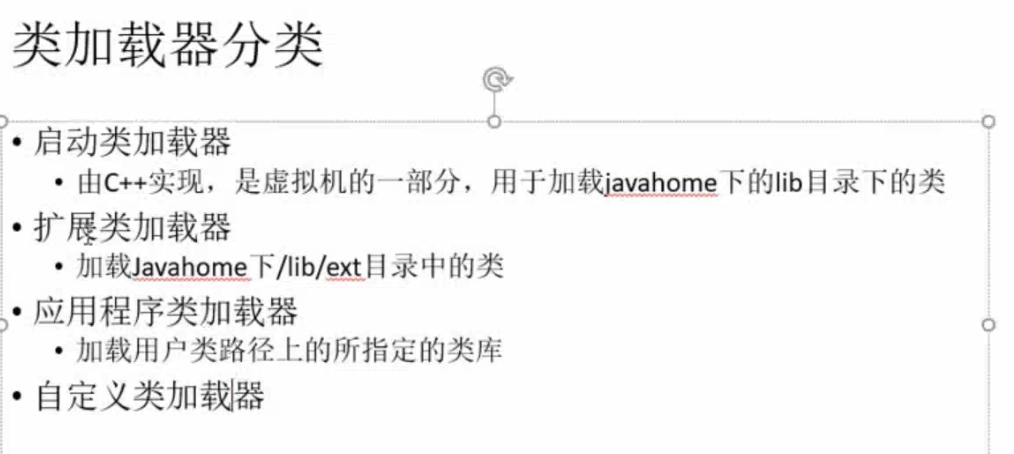 类加载器分类
• 启动类加载器
• 由C++实现，是虚拟机的一部分，用于加载javahome下的lib目录下的类
• 扩展类加载器
• 加载Javahome下/lib/ext目录中的类
• 应用程序类加载器
• 加载用户类路径上的所指定的类库
• 自定义类加载器